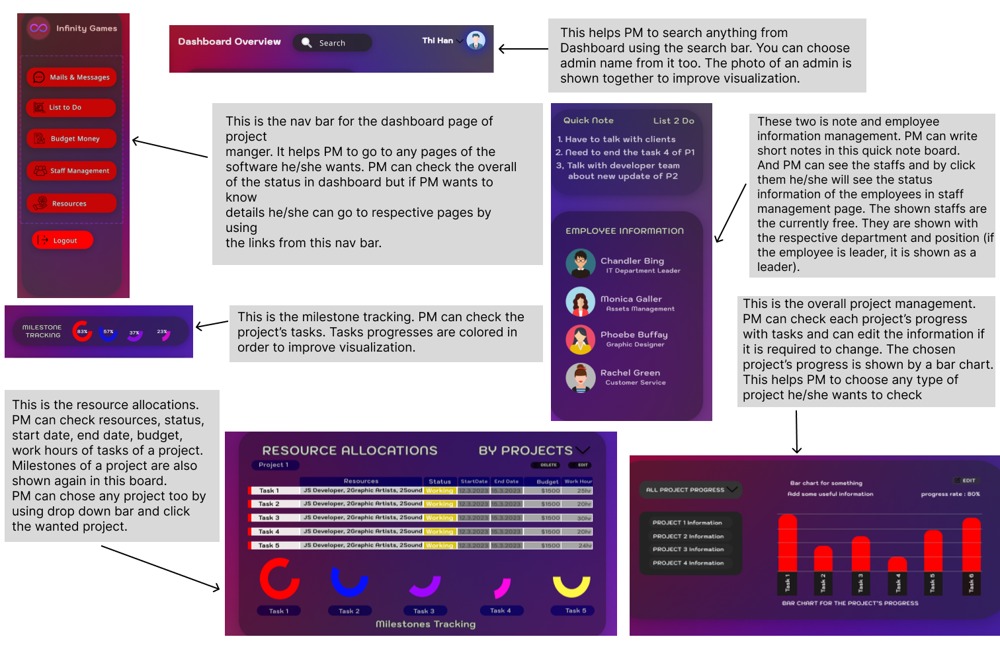 Infinity Games
Mails & Messages
List to Do
Budget Money
Staff Management
Resources
Logout
Dashboard Overview
Search
Thi Han
This helps PM to search anything from
Dashboard using the search bar. You can choose
admin name from it too. The photo of an admin is
shown together to improve visualization.
This is the nav bar for the dashboard page of
project
manger. It helps PM to go to any pages of the
software he/she wants. PM can check the overall
of the status in dashboard but if PM wants to
know
details he/she can go to respective pages by
using
the links from this nav bar.
Quick Note
List 2 Do
1. Have to talk with clients
2. Need to end the task 4 of P1
3, Talk with developer team
about new update of P2
EMPLOYEE INFORMATION
Chandler Bing
IT Department Leader
Monica Galler
Assets Management
Phoebe Buffay
Graphic Designer
Rachel Green
Customer Service
These two is note and employee
information management. PM can write
short notes in this quick note board.
And PM can see the staffs and by click
them he/she will see the status
information of the employees in staff
management page. The shown staffs are
the currently free. They are shown with
the respective department and position (if
the employee is leader, it is shown as a
leader).
MILESTONE
TRACKING
83%
57%
37%
23%
This is the milestone tracking. PM can check the
project's tasks. Tasks progresses are colored in
order to improve visualization.
This is the overall project management.
PM can check each project's progress
with tasks and can edit the information if
it is required to change. The chosen
project's progress is shown by a bar chart.
This helps PM to choose any type of
project he/she wants to check
This is the resource allocations.
PM can check resources, status,
start date, end date, budget,
work hours of tasks of a project.
Milestones of a project are also
shown again in this board.
PM can chose any project too by
using drop down bar and click
the wanted project.
RESOURCE ALLOCATIONS
BY PROJECTS
Project 1
DELETE
EDIT
Resources Status StartDate End Date Budget Work Hour
Task 1 JS Developer, 2Graphic Artists, 2Sound Working 12.3.2023 15.3.2023 $1500 25hr
Task 2 JS Developer, 2Graphic Artists, 2Sound Working 12.3.2023 15.3.2023 $1500 20hr
Task 3 JS Developer, 2Graphic Artists, 2Sound Working 12.3.2023 15.3.2023 $1500 30hr
Task 4 JS Developer, 2Graphic Artists, 2Sound Working 12.3.2023 15.3.2023 $1500 20hr
Task 5 JS Developer, 2Graphic Artists, 2Sound Working 12.3.2023 15.3.2023 $1500 24hr
Task 1
Task 2
Task 3
Task 4
Task 5
Milestones Tracking
ALL PROJECT PROGRESS
PROJECT 1 Information
PROJECT 2 Information
PROJECT 3 Information
PROJECT 4 Information
Bar chart for something
Add some useful information
EDIT
progress rate : 80%
Task 1
Task 2
Task 3
Task 4
Task 5
Task 6
BAR CHART FOR THE PROJECT'S PROGRESS